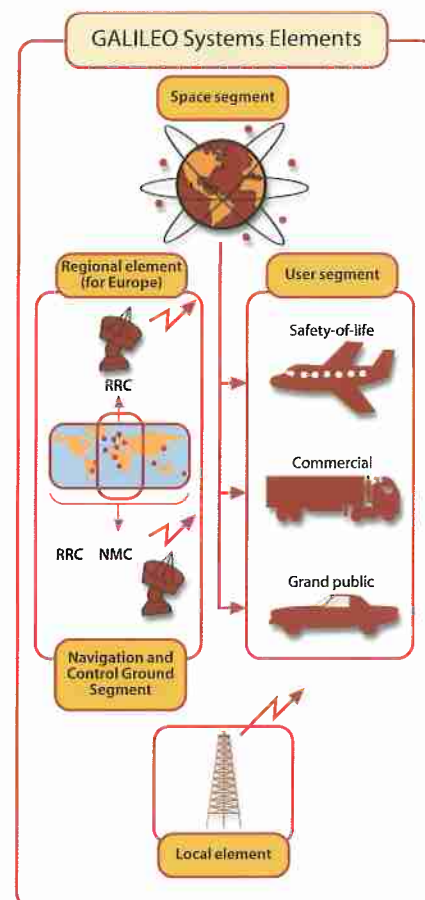 GALILEO Systems Elements
Space segment
Regional element
(for Europe)
RRC
RRC NMC
Navigation and
Control Ground
Segment
User segment
Safety-of-life
Commercial
Grand public
Local element